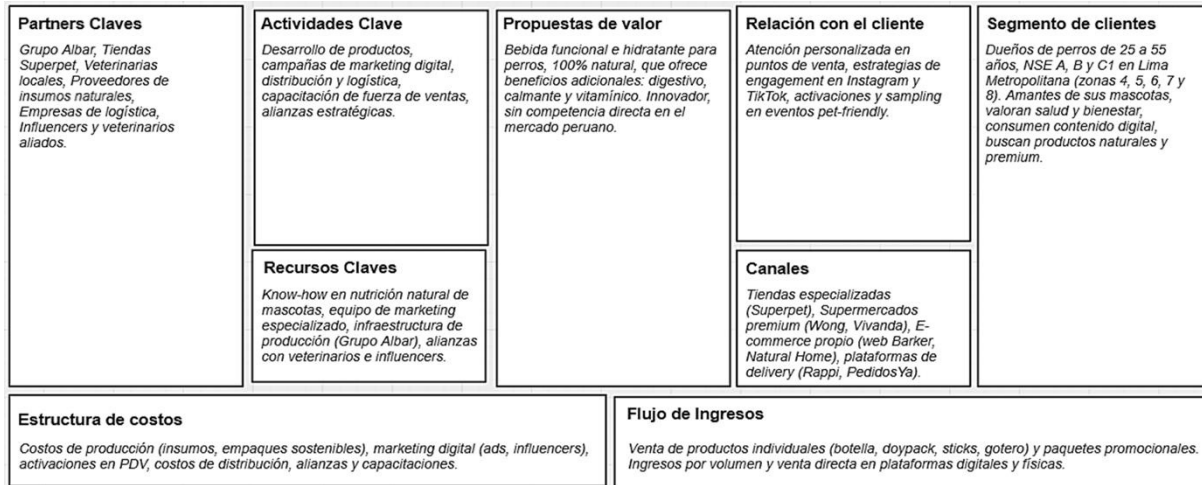 Partners Claves
Grupo Albar, Tiendas
Superpet, Veterinarias
locales, Proveedores de
insumos naturales,
Empresas de logística,
Influencers y veterinarios
aliados.
Actividades Clave
Desarrollo de productos,
campañas de marketing digital,
distribución y logística,
capacitación de fuerza de ventas,
alianzas estratégicas.
Recursos Claves
Know-how en nutrición natural de
mascotas, equipo de marketing
especializado, infraestructura de
producción (Grupo Albar), alianzas
con veterinarios e influencers.
Propuestas de valor
Bebida funcional e hidratante para
perros, 100% natural, que ofrece
beneficios adicionales: digestivo,
calmante y vitamínico. Innovador,
sin competencia directa en el
mercado peruano.
Relación con el cliente
Atención personalizada en
puntos de venta, estrategias de
engagement en Instagram y
TikTok, activaciones y sampling
en eventos pet-friendly.
Canales
Tiendas especializadas
(Superpet), Supermercados
premium (Wong, Vivanda), E-
commerce propio (web Barker,
Natural Home), plataformas de
delivery (Rappi, PedidosYa).
Segmento de clientes
Dueños de perros de 25 a 55
años, NSE A, B y C1 en Lima
Metropolitana (zonas 4, 5, 6, 7 y
8). Amantes de sus mascotas,
valoran salud y bienestar,
consumen contenido digital,
buscan productos naturales y
premium.
Estructura de costos
Costos de producción (insumos, empaques sostenibles), marketing digital (ads, influencers),
activaciones en PDV, costos de distribución, alianzas y capacitaciones.
Flujo de Ingresos
Venta de productos individuales (botella, doypack, sticks, gotero) y paquetes promocionales.
Ingresos por volumen y venta directa en plataformas digitales y físicas.